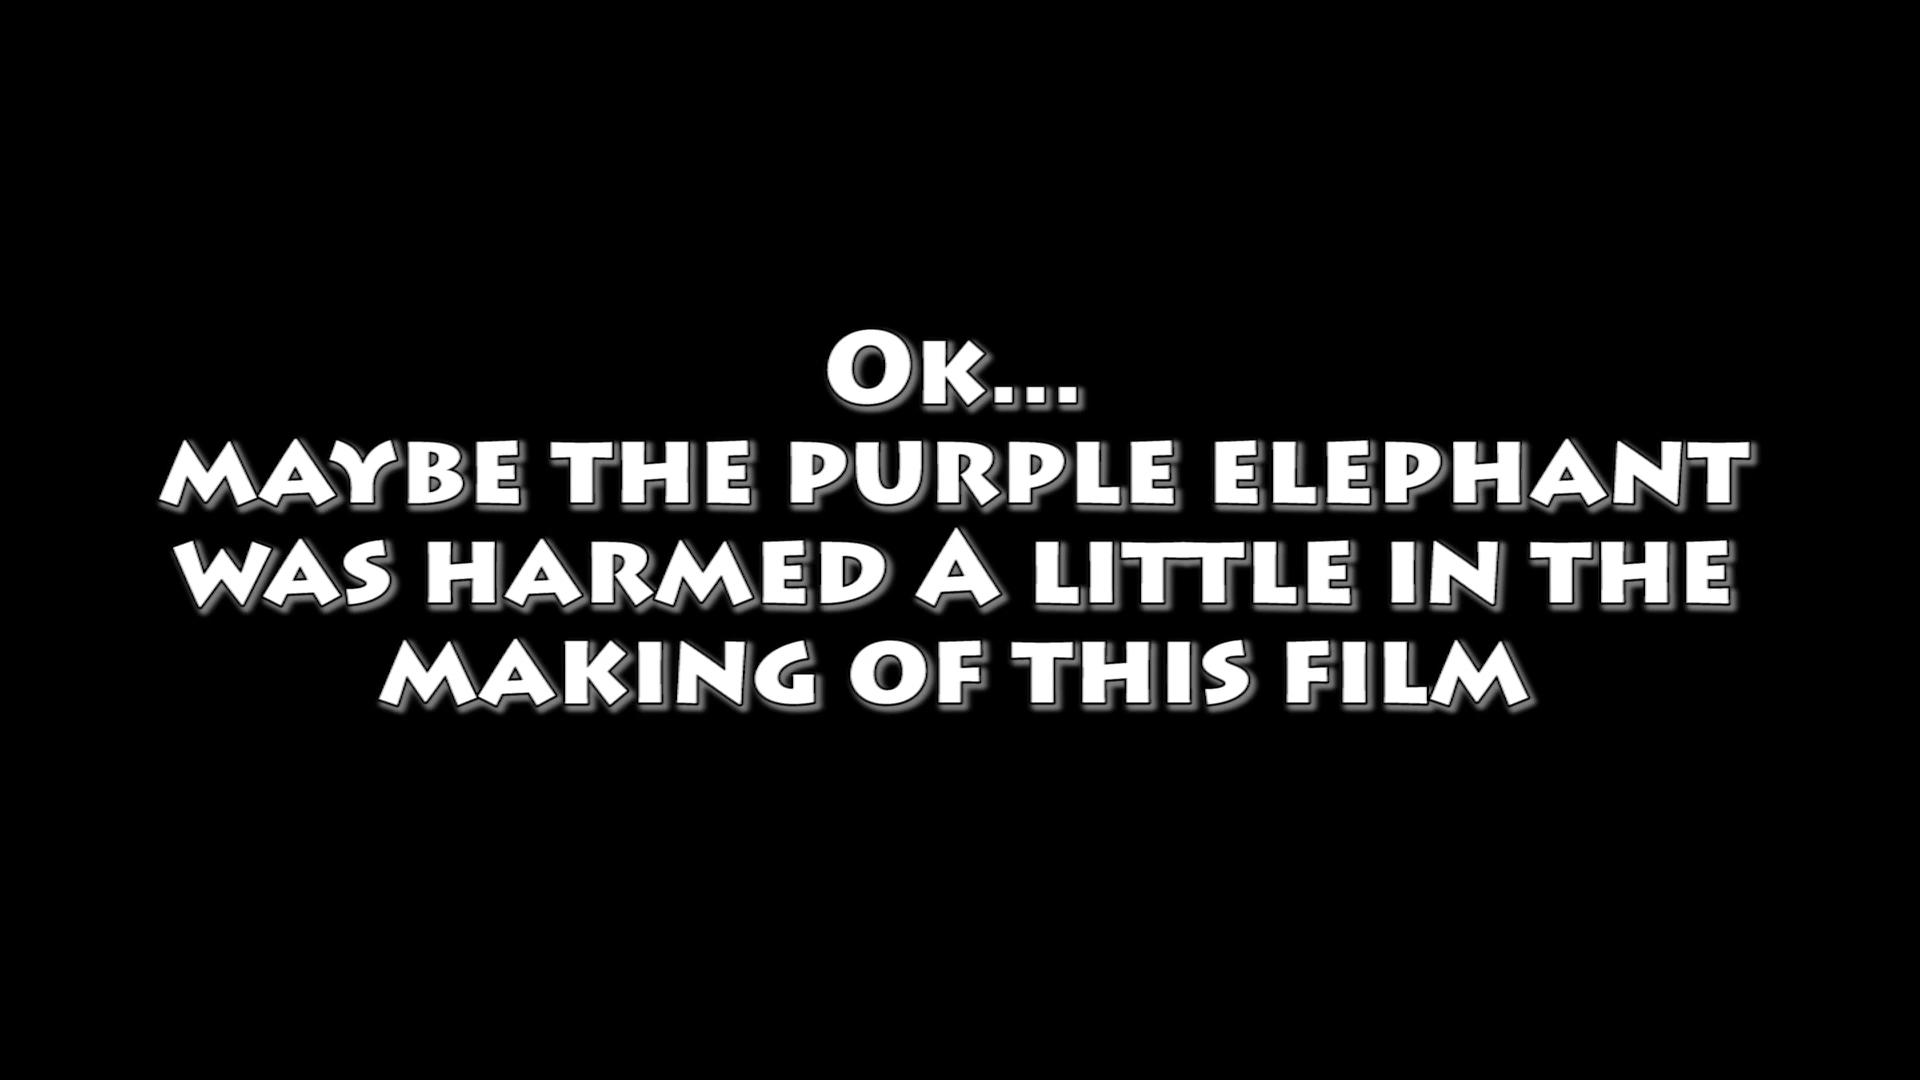 Ok...
maybe the purple elephant
was harmed a little in the
making of this film